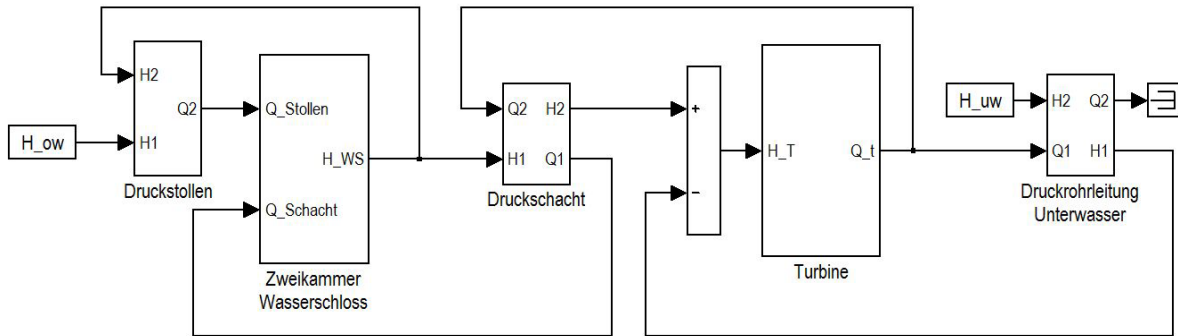 H_ow
H2
H1
Q2
Druckstollen
Q_Stollen
Q_Schacht
H_WS
Zweikammer
Wasserschloss
Q2
H1
H2
Q1
Druckschacht
+
−
H_T
Q_t
Turbine
H_uw
H2
Q1
Q2
H1
Druckrohrleitung
Unterwasser